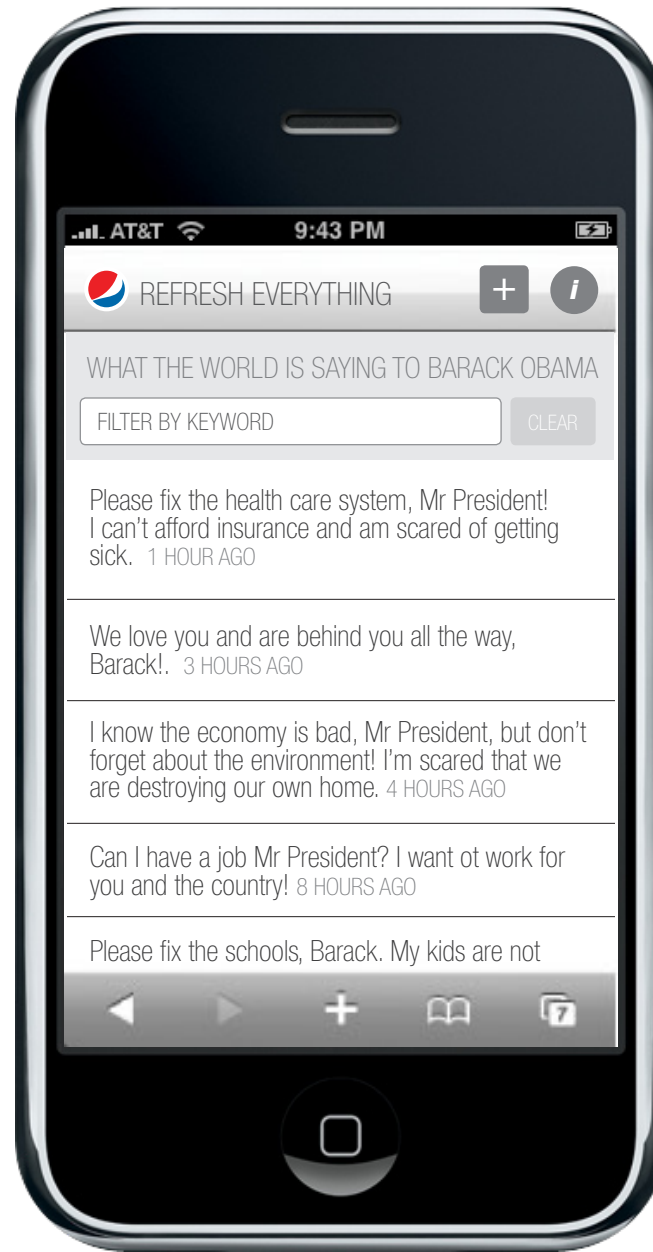 AT&T 9:43 PM
REFRESH EVERYTHING + i
WHAT THE WORLD IS SAYING TO BARACK OBAMA
FILTER BY KEYWORD CLEAR
Please fix the health care system, Mr President!
I can't afford insurance and am scared of getting
sick. 1 HOUR AGO
We love you and are behind you all the way,
Barack!. 3 HOURS AGO
I know the economy is bad, Mr President, but don't
forget about the environment! I'm scared that we
are destroying our own home. 4 HOURS AGO
Can I have a job Mr President? I want ot work for
you and the country! 8 HOURS AGO
Please fix the schools, Barack. My kids are not
7